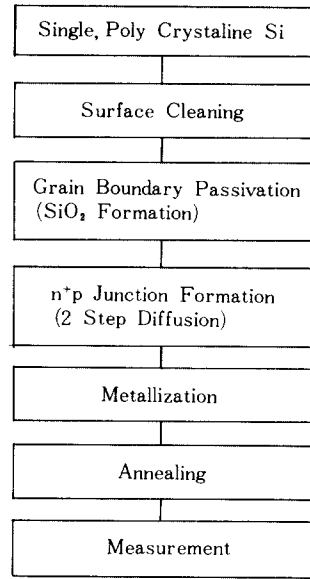 Single, Poly Crystaline Si
Surface Cleaning
Grain Boundary Passivation
(SiO₂ Formation)
n⁺p Junction Formation
(2 Step Diffusion)
Metallization
Annealing
Measurement